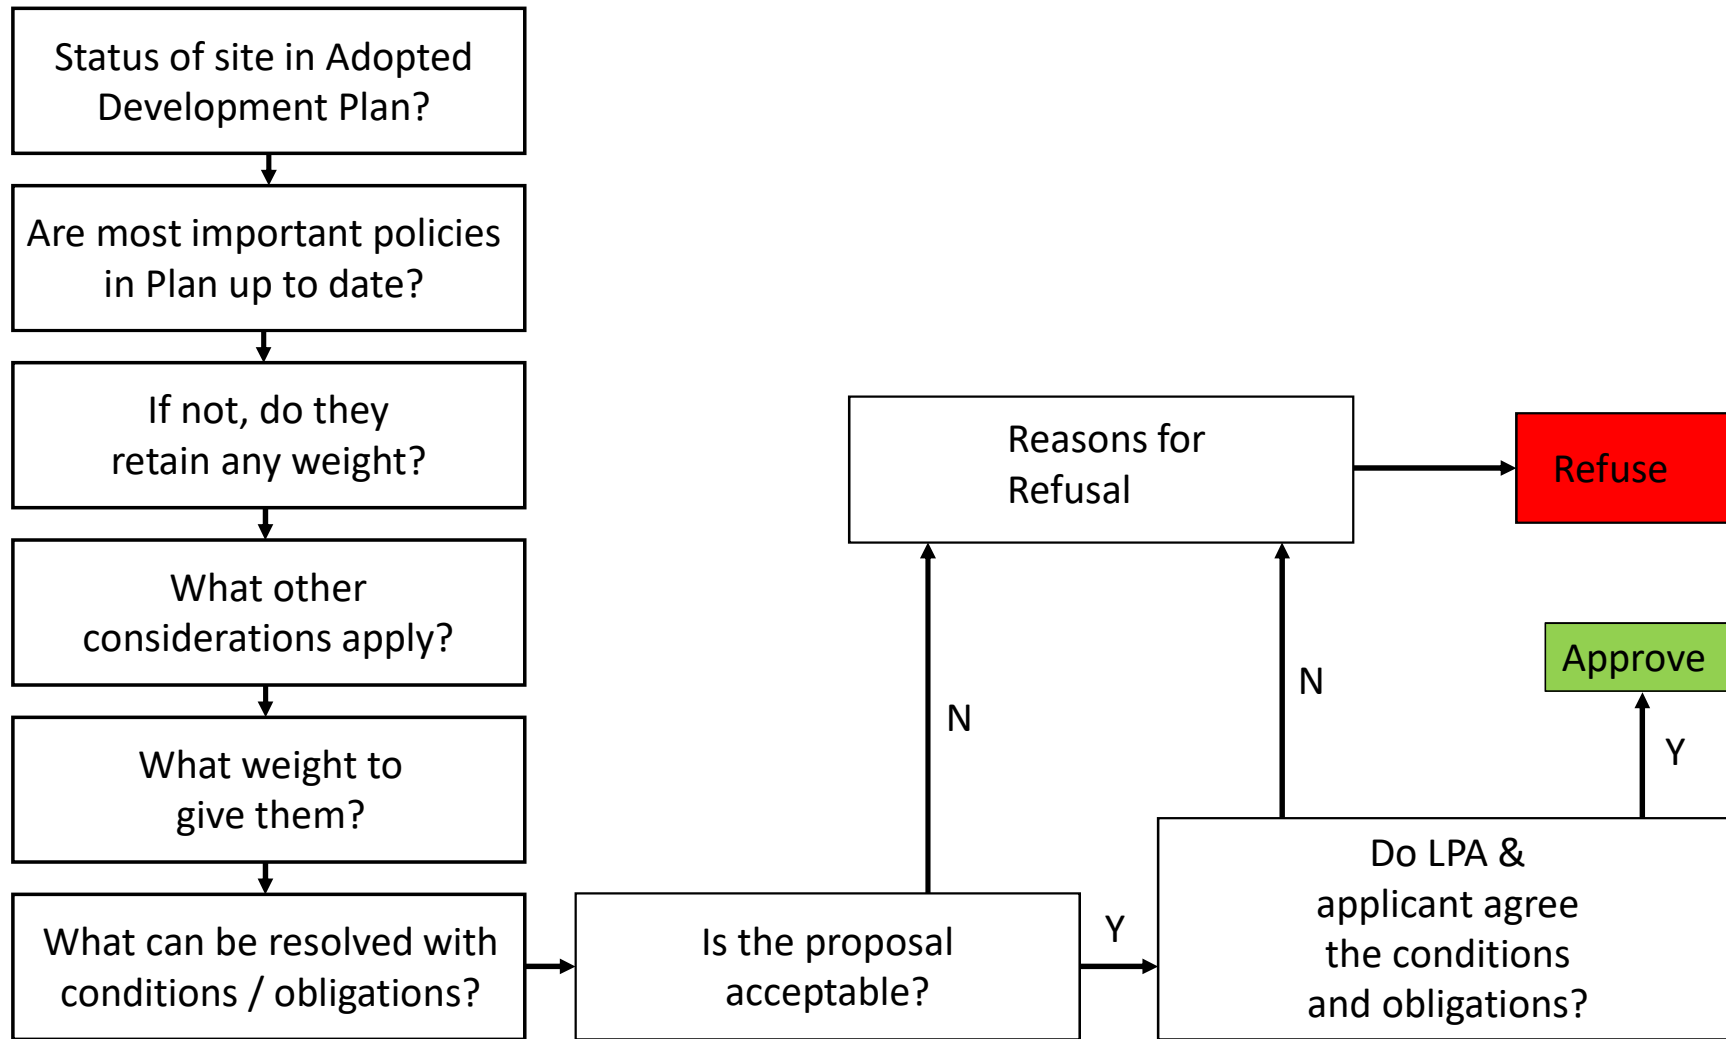 Status of site in Adopted
Development Plan?
Are most important policies
in Plan up to date?
If not, do they
retain any weight?
What other
considerations apply?
What weight to
give them?
What can be resolved with
conditions / obligations?
Is the proposal
acceptable?
Y
N
Do LPA &
applicant agree
the conditions
and obligations?
N
Y
Reasons for
Refusal
Refuse
Approve